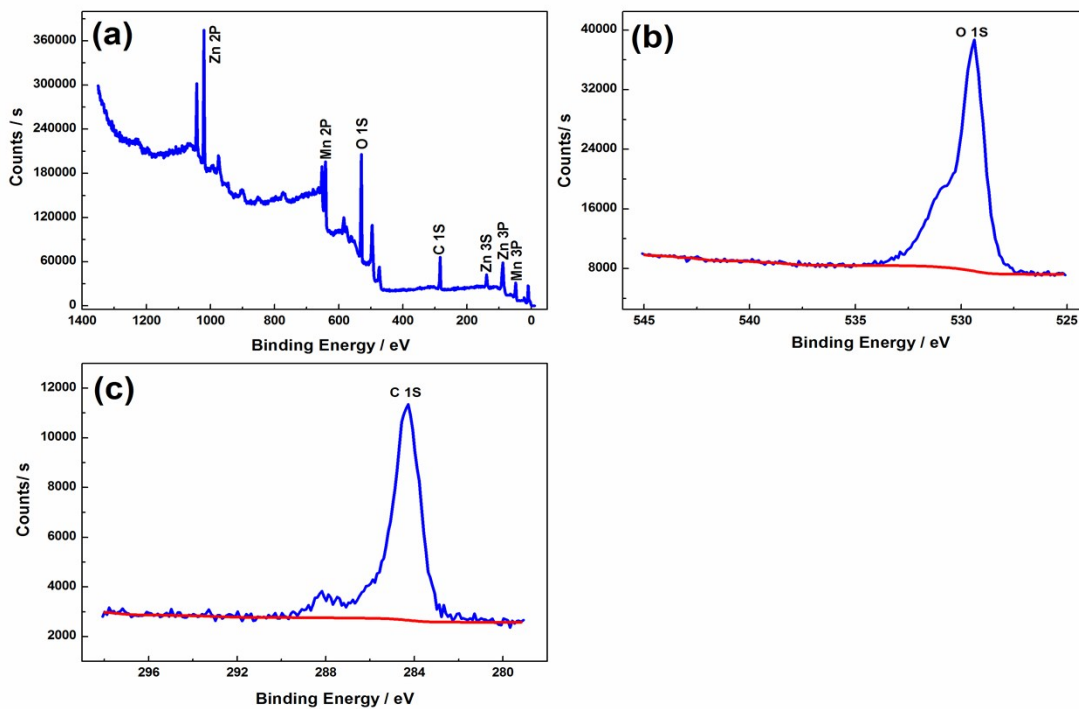 (a)
Zn 2P
Mn 2P
O 1S
C 1S
Zn 3S
Zn 3P
Mn 3P
360000
300000
240000
180000
120000
60000
0
Counts / s
1400 1200 1000 800 600 400 200 0
Binding Energy / eV
(b)
O 1S
40000
32000
24000
16000
8000
Counts/ s
545 540 535 530 525
Binding Energy / eV
(c)
C 1S
12000
10000
8000
6000
4000
2000
Counts/ s
296 292 288 284 280
Binding Energy / eV